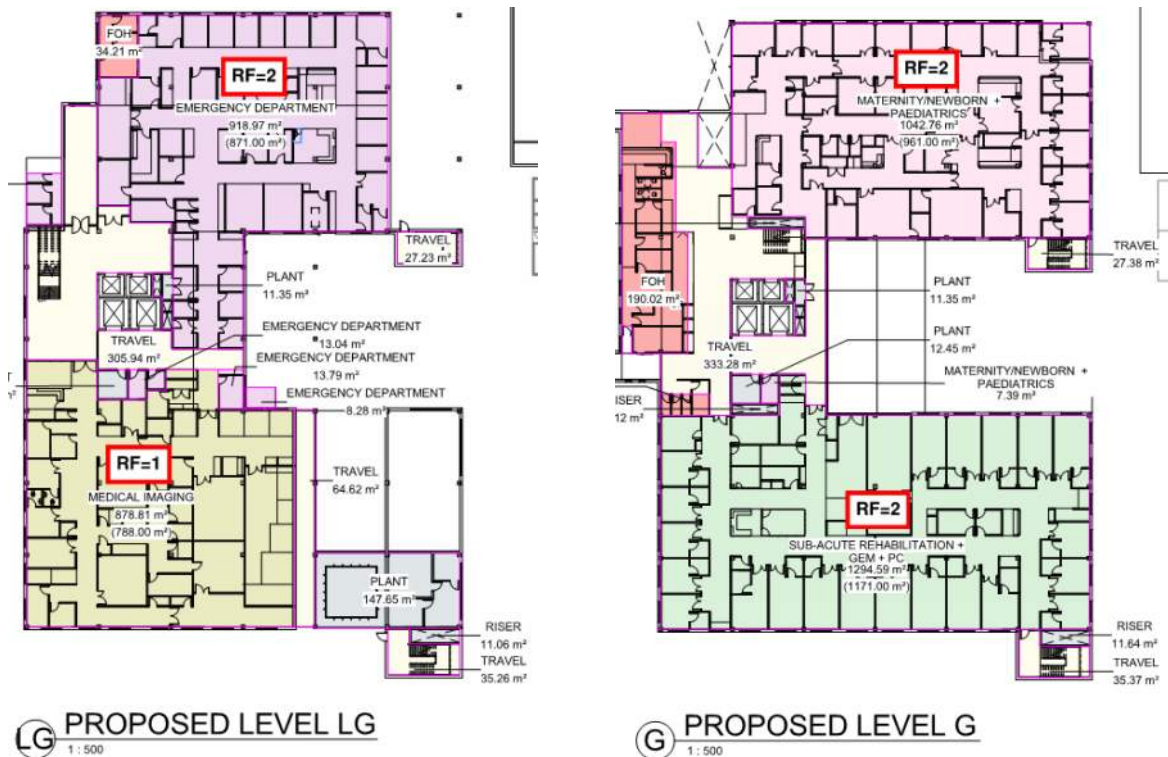 FOH
34.21 m²
RF=2
EMERGENCY DEPARTMENT
918.97 m²
(871.00 m²)
TRAVEL
27.23 m²
PLANT
11.35 m²
EMERGENCY DEPARTMENT
13.04 m²
TRAVEL
305.94 m²
EMERGENCY DEPARTMENT
13.79 m²
EMERGENCY DEPARTMENT
8.28 m²
RF=1
MEDICAL IMAGING
878.81 m²
(788.00 m²)
TRAVEL
64.62 m²
PLANT
147.65 m²
RISER
11.06 m²
TRAVEL
35.26 m²
LG
PROPOSED LEVEL LG
1 : 500
RF=2
MATERNITY/NEWBORN +
PAEDIATRICS
1042.76 m²
(961.00 m²)
TRAVEL
27.38 m²
FOH
190.02 m²
PLANT
11.35 m²
PLANT
12.45 m²
TRAVEL
333.28 m²
MATERNITY/NEWBORN +
PAEDIATRICS
7.39 m²
RF=2
SUB-ACUTE REHABILITATION +
GEM + PC
1294.59 m²
(1171.00 m²)
RISER
11.64 m²
TRAVEL
35.37 m²
G
PROPOSED LEVEL G
1 : 500